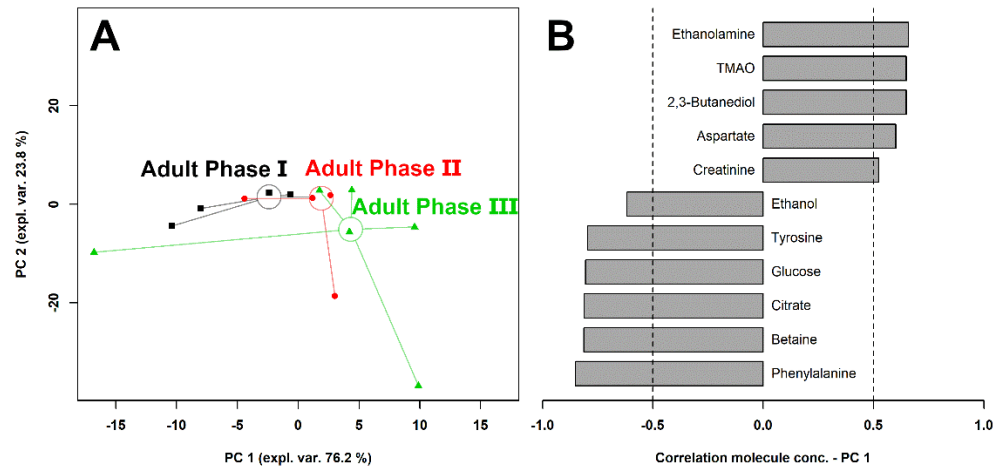 A
Adult Phase I
Adult Phase II
Adult Phase III
PC 2 (expl. var. 23.8 %)
20
0
-20
-15
-10
-5
0
5
10
15
PC 1 (expl. var. 76.2 %)
B
Ethanolamine
TMAO
2,3-Butanediol
Aspartate
Creatinine
Ethanol
Tyrosine
Glucose
Citrate
Betaine
Phenylalanine
-1.0
-0.5
0.0
0.5
1.0
Correlation molecule conc. - PC 1